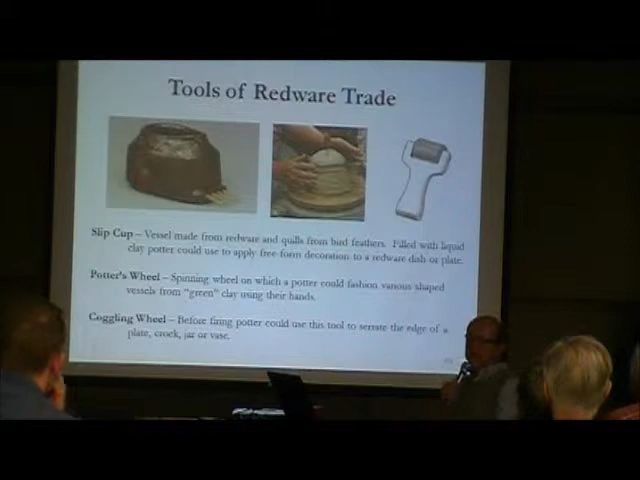 Tools of Redware Trade
Slip Cup – Vessel made from redware and quills from bird feathers. Filled with liquid
clay potter could use to apply free form decoration to a redware dish or plate.
Potter's Wheel – Spinning wheel on which a potter could fashion various shaped
vessels from "green" clay using their hands.
Coggling Wheel – Before firing potter could use this tool to serrate the edge of a
plate, crock, jar or vase.